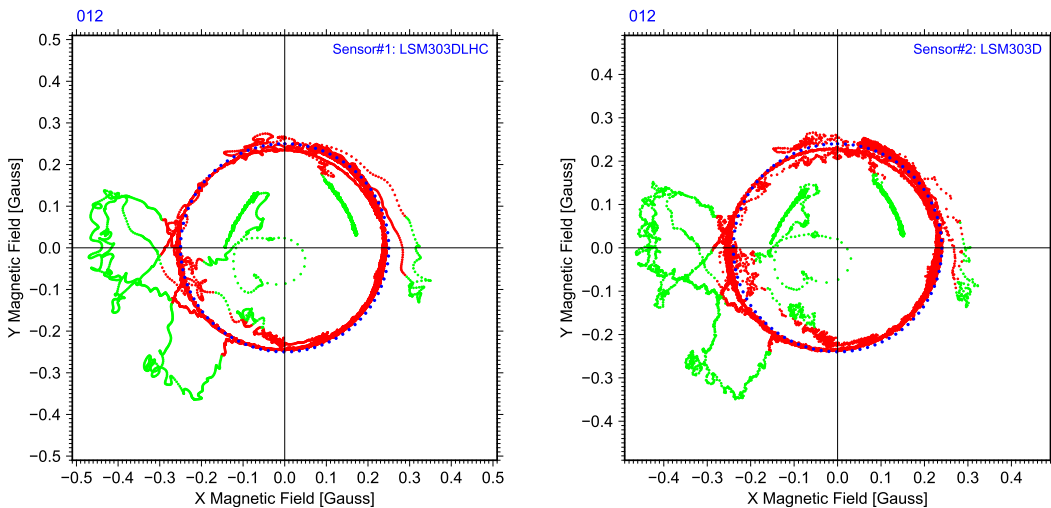 012
Sensor#1: LSM303DLHC
0.5
0.4
0.3
0.2
0.1
0.0
−0.1
−0.2
−0.3
−0.4
−0.5
Y Magnetic Field [Gauss]
−0.5 −0.4 −0.3 −0.2 −0.1 0.0 0.1 0.2 0.3 0.4 0.5
X Magnetic Field [Gauss]
012
Sensor#2: LSM303D
0.4
0.3
0.2
0.1
0.0
−0.1
−0.2
−0.3
−0.4
Y Magnetic Field [Gauss]
−0.4 −0.3 −0.2 −0.1 0.0 0.1 0.2 0.3 0.4
X Magnetic Field [Gauss]